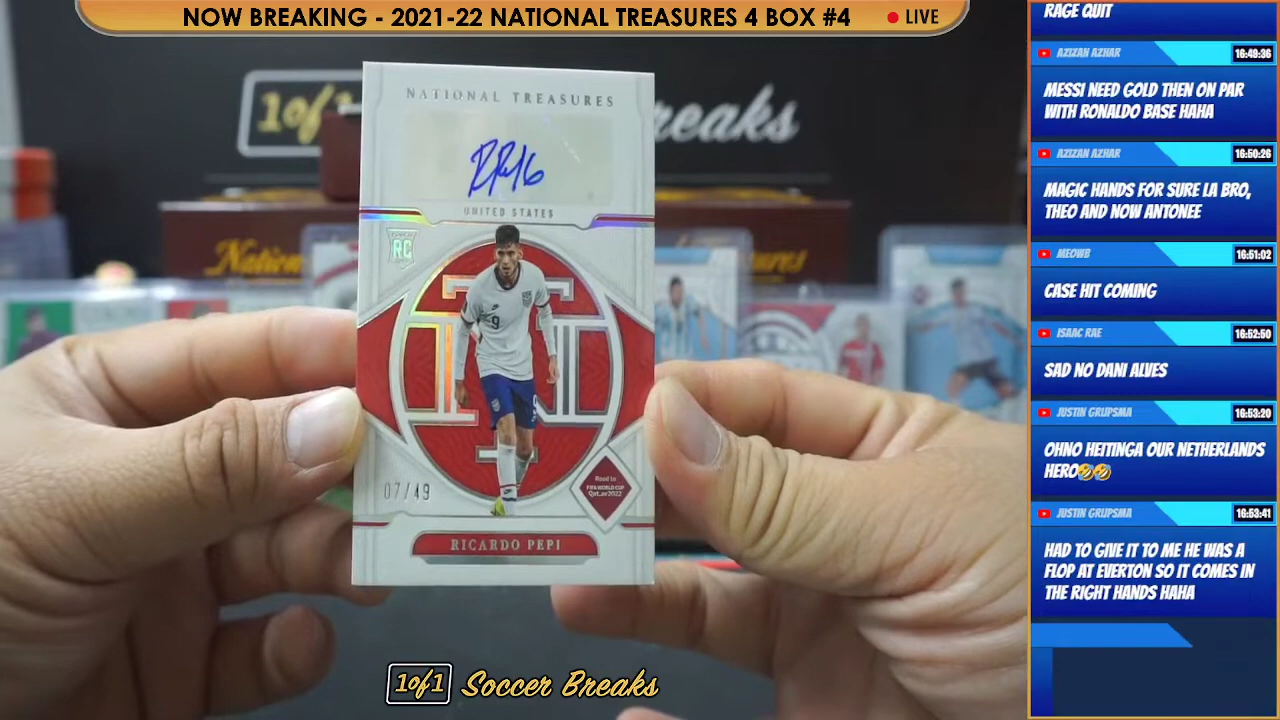 NOW BREAKING - 2021-22 NATIONAL TREASURES 4 BOX #4
LIVE
1of1
reaks
NATIONAL TREASURES
UNITED STATES
RC
9
07/49
Road to
FIFA WORLD CUP
Qatar2022
RICARDO PEPI
1of1 Soccer Breaks
RAGE QUIT
AZIZAN AZHAR 16:49:36
MESSI NEED GOLD THEN ON PAR
WITH RONALDO BASE HAHA
AZIZAN AZHAR 16:50:26
MAGIC HANDS FOR SURE LA BRO,
THEO AND NOW ANTONEE
MEOWB 16:51:02
CASE HIT COMING
ISAAC RAE 16:52:50
SAD NO DANI ALVES
JUSTIN GRUPSMA 16:53:20
OHNO HEITINGA OUR NETHERLANDS
HERO🤣🤣
JUSTIN GRUPSMA 16:53:41
HAD TO GIVE IT TO ME HE WAS A
FLOP AT EVERTON SO IT COMES IN
THE RIGHT HANDS HAHA